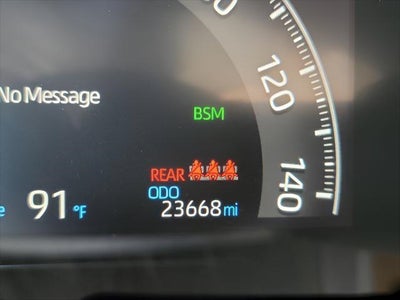 120
No Message
BSM
REAR
ODO
140
91 °F
23668 mi